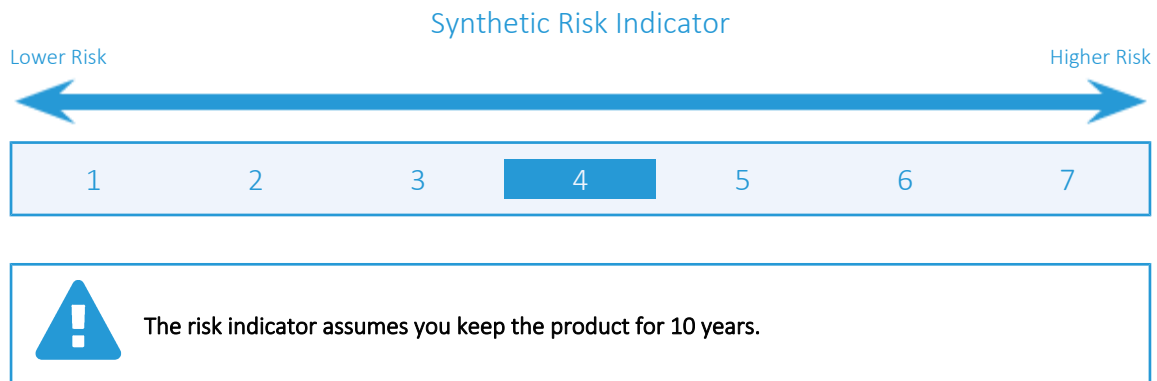 Synthetic Risk Indicator
Lower Risk Higher Risk
1 2 3 4 5 6 7
The risk indicator assumes you keep the product for 10 years.